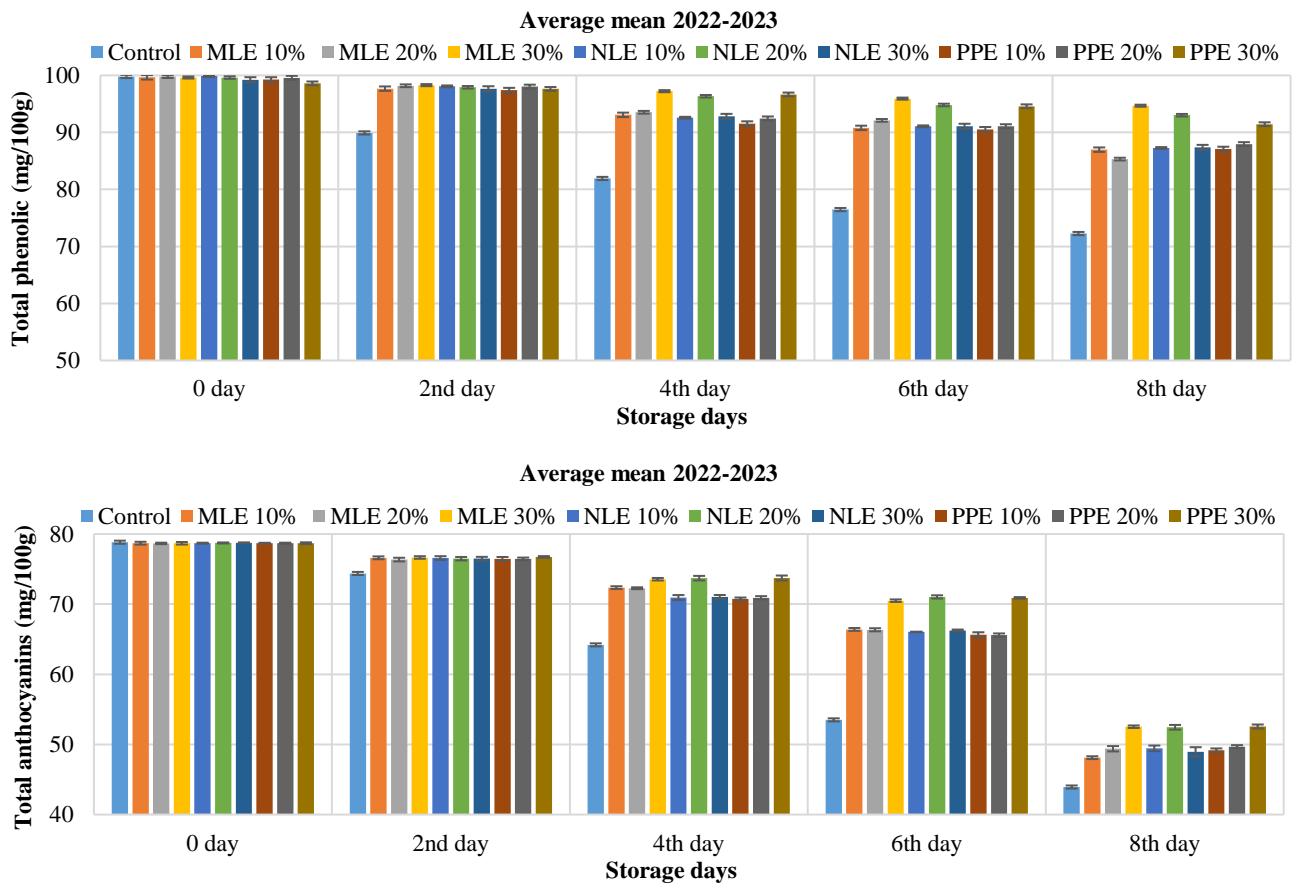 Average mean 2022-2023
Control MLE 10% MLE 20% MLE 30% NLE 10% NLE 20% NLE 30% PPE 10% PPE 20% PPE 30%
Total phenolic (mg/100g)
100
90
80
70
60
50
0 day 2nd day 4th day 6th day 8th day
Storage days
Average mean 2022-2023
Control MLE 10% MLE 20% MLE 30% NLE 10% NLE 20% NLE 30% PPE 10% PPE 20% PPE 30%
Total anthocyanins (mg/100g)
80
70
60
50
40
0 day 2nd day 4th day 6th day 8th day
Storage days